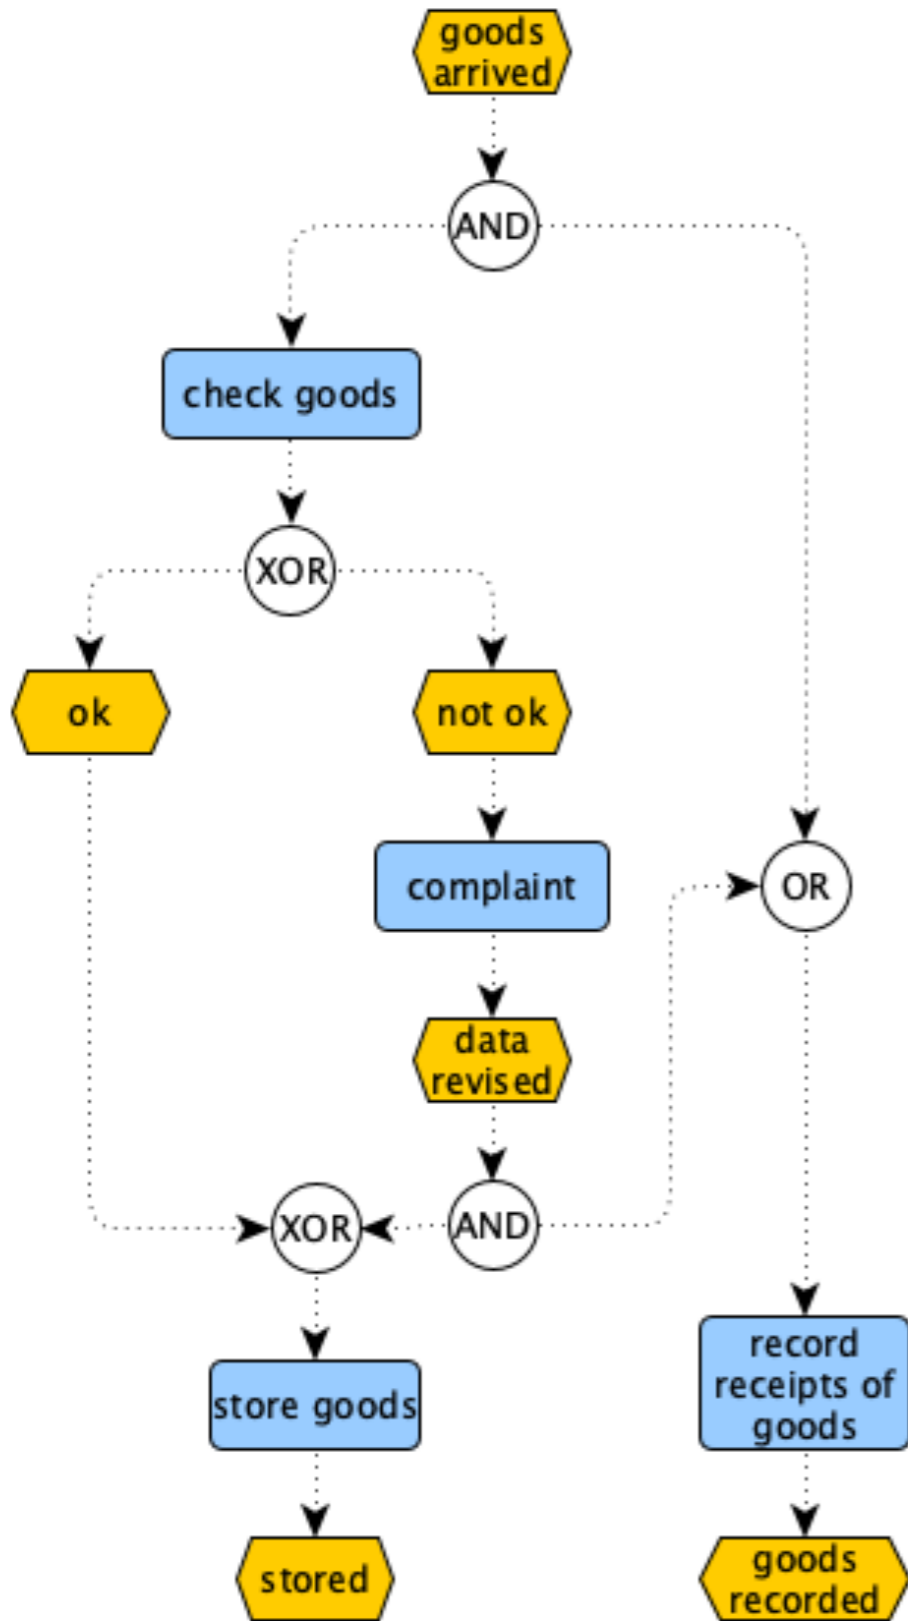 goods
arrived
AND
check goods
XOR
ok
not ok
complaint
OR
data
revised
XOR
AND
record
receipts of
goods
store goods
stored
goods
recorded